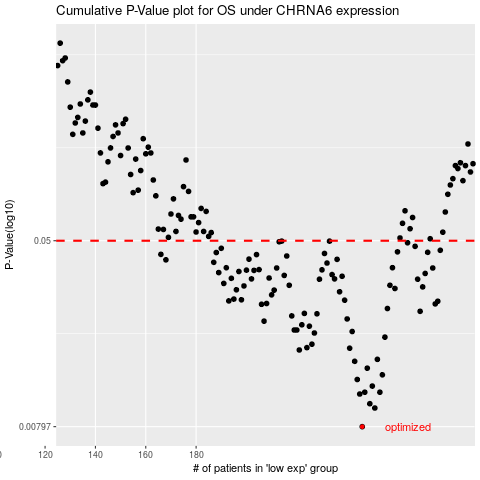 Cumulative P-Value plot for OS under CHRNA6 expression
P-Value(log10)
0.05
0.00797
optimized
0 120 140 160 180
# of patients in 'low exp' group